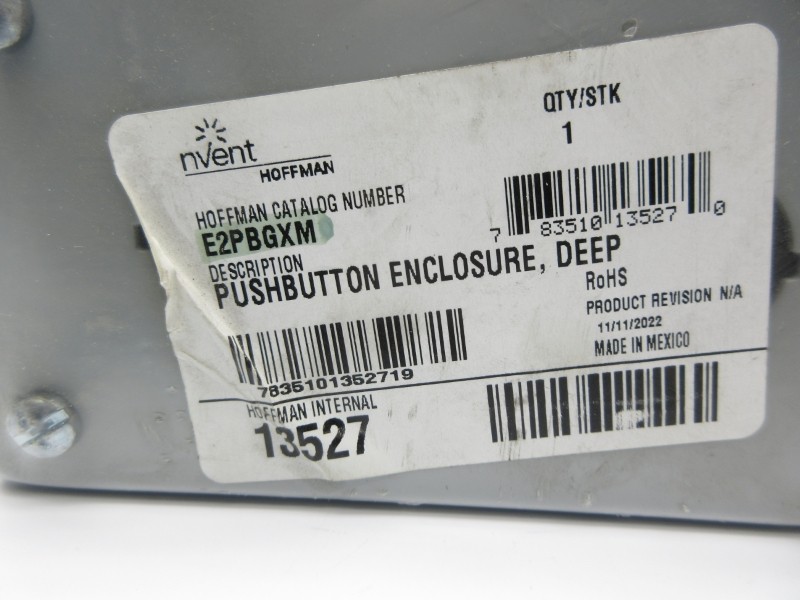 nvent
HOFFMAN
QTY/STK
1
HOFFMAN CATALOG NUMBER
E2PBGXM
7 83510 13527 0
DESCRIPTION
PUSHBUTTON ENCLOSURE, DEEP
RoHS
PRODUCT REVISION N/A
11/11/2022
MADE IN MEXICO
7835101352719
HOFFMAN INTERNAL
13527